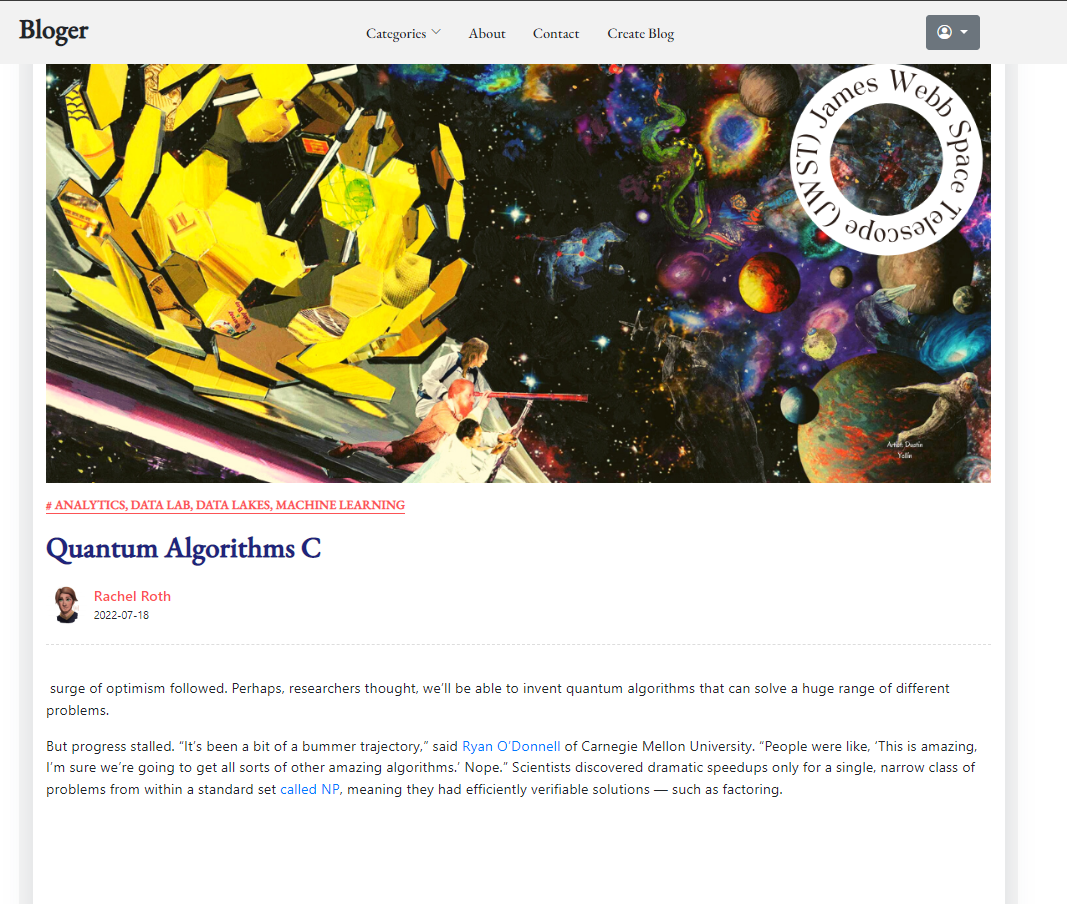 Bloger
Categories
About
Contact
Create Blog
James Webb Space Telescope (JWST)
Artist: Dustin
Yellin
# ANALYTICS, DATA LAB, DATA LAKES, MACHINE LEARNING
Quantum Algorithms C
Rachel Roth
2022-07-18
surge of optimism followed. Perhaps, researchers thought, we’ll be able to invent quantum algorithms that can solve a huge range of different
problems.
But progress stalled. “It’s been a bit of a bummer trajectory,” said Ryan O’Donnell of Carnegie Mellon University. “People were like, ‘This is amazing,
I’m sure we’re going to get all sorts of other amazing algorithms.’ Nope.” Scientists discovered dramatic speedups only for a single, narrow class of
problems from within a standard set called NP, meaning they had efficiently verifiable solutions — such as factoring.